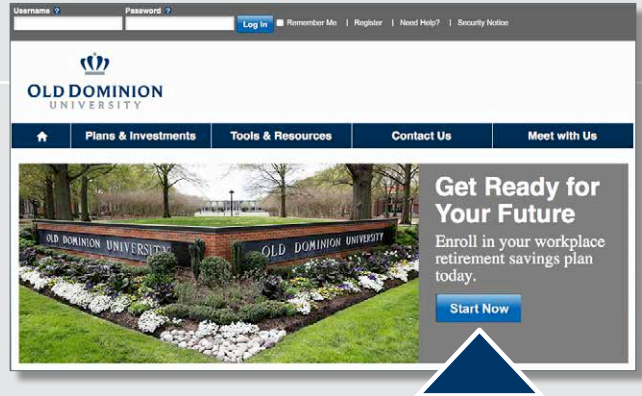 Username ? Password ?
Log In Remember Me | Register | Need Help? | Security Notice
OLD DOMINION
UNIVERSITY
Plans & Investments Tools & Resources Contact Us Meet with Us
OLD DOMINION UNIVERSITY OLD DOMINION UNIVERSITY
Get Ready for
Your Future
Enroll in your workplace
retirement savings plan
today.
Start Now